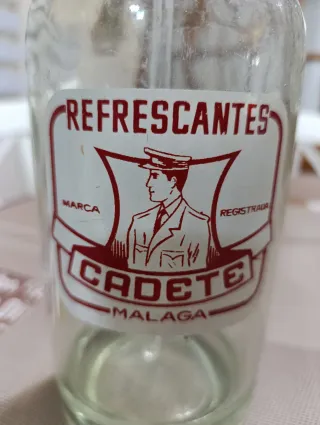 REFRESCANTES
MARCA REGISTRADA
CADETE
MALAGA